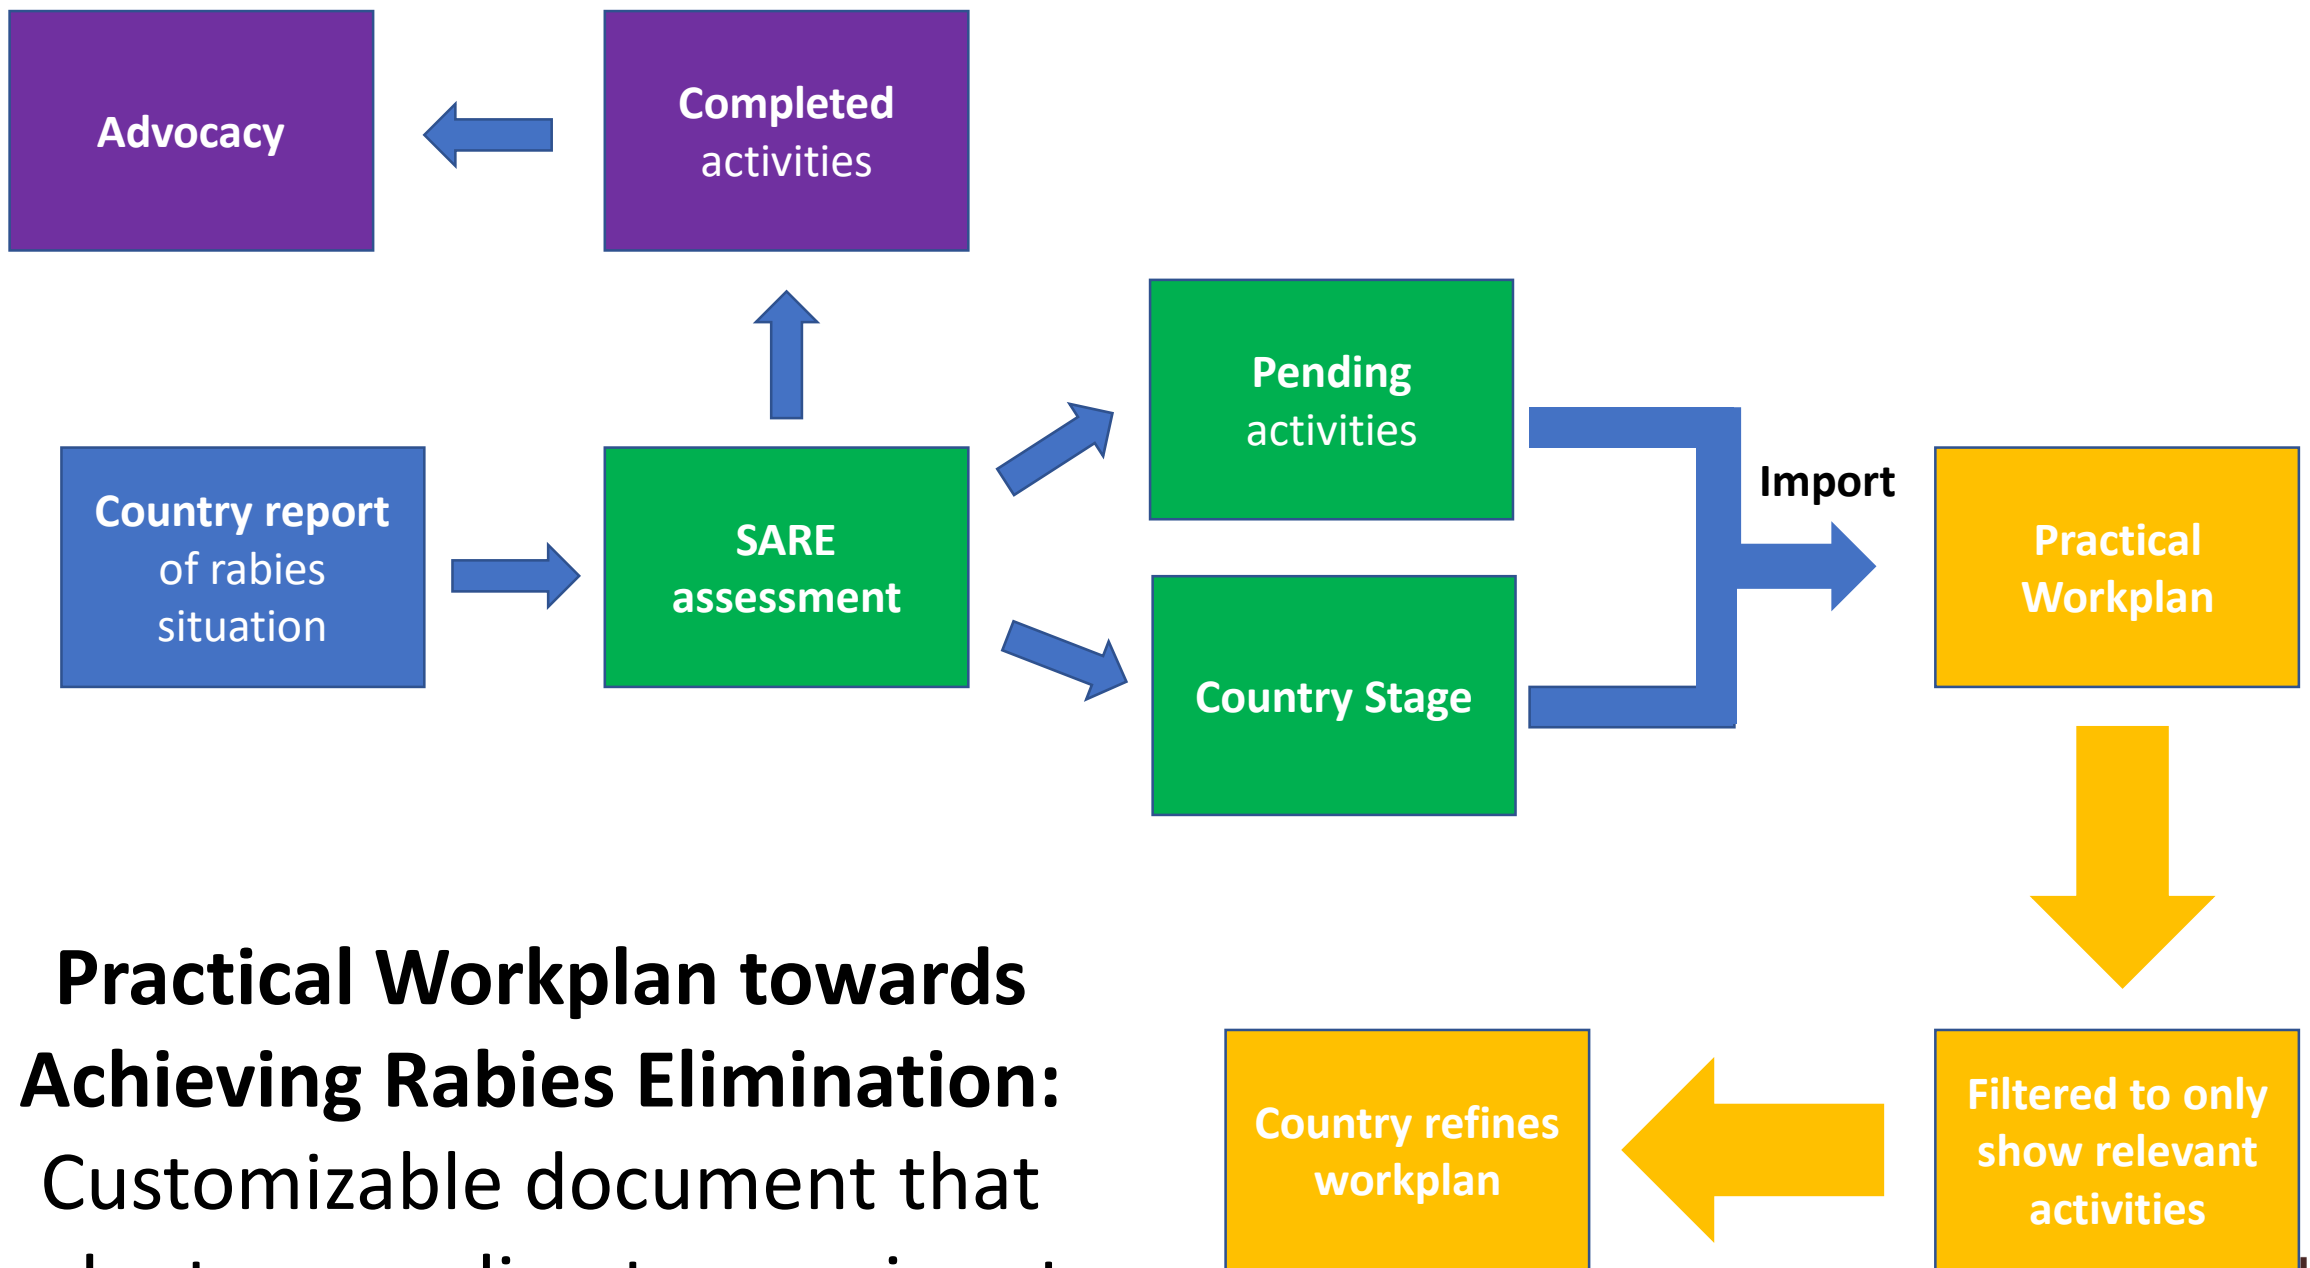 Advocacy
Completed
activities
Pending
activities
Import
Country report
of rabies
situation
SARE
assessment
Practical
Workplan
Country Stage
Practical Workplan towards
Achieving Rabies Elimination:
Customizable document that
Country refines
workplan
Filtered to only
show relevant
activities